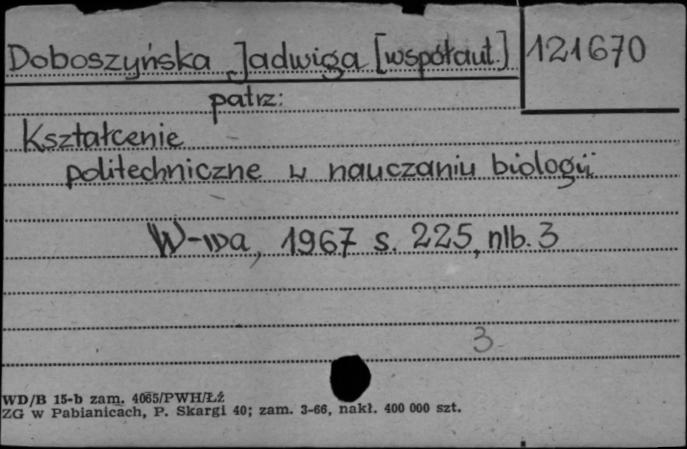 Doboszyńska Jadwiga [współaut.] 121670
patrz:
Kształcenie
politechniczne w nauczaniu biologii
W-wa, 1967 s. 225, nlb. 3
3
WD/B 15-b zam. 4065/PWH/Łź
ZG w Pabianicach, P. Skargi 40; zam. 3-66, nakł. 400 000 szt.